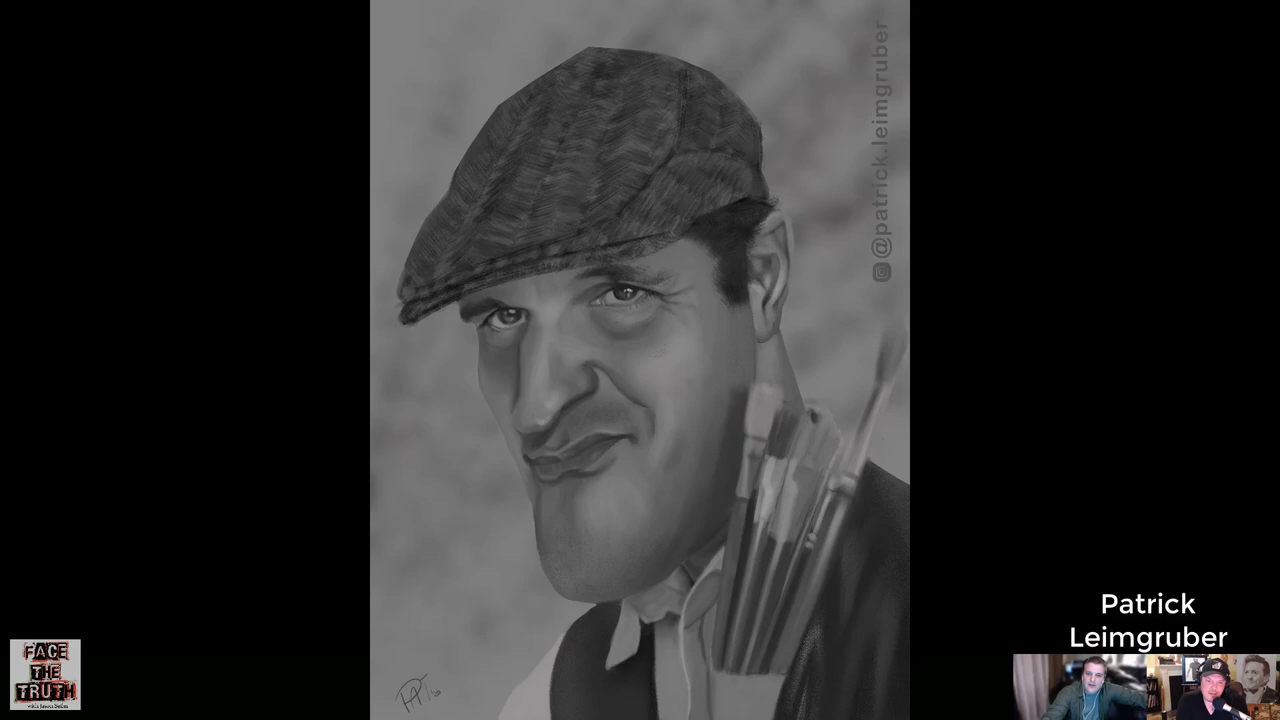 @patrick.leimgruber
Patrick
Leimgruber
FACE
THE
TRUTH